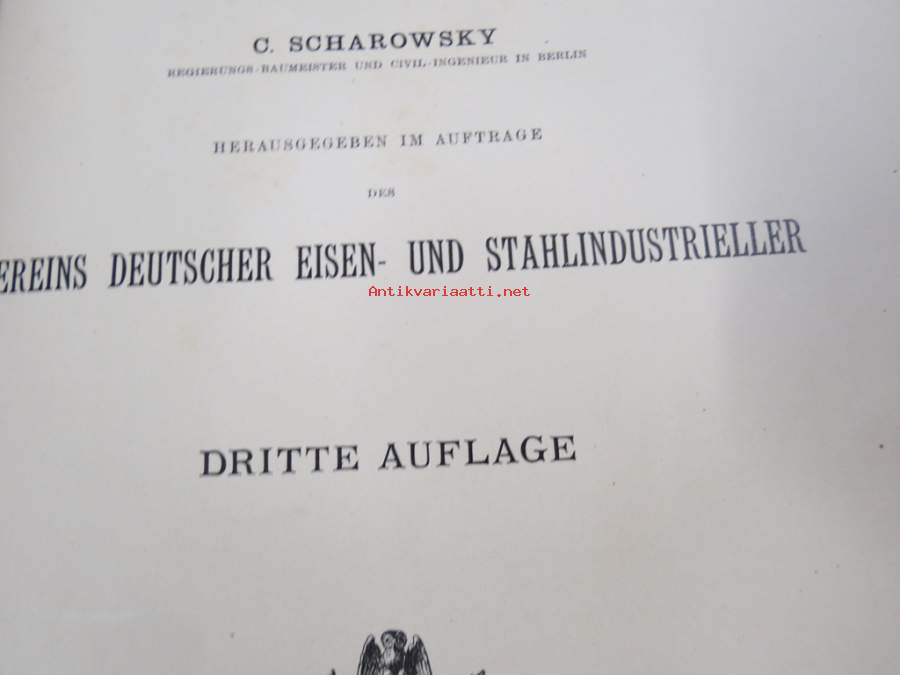 C. SCHAROWSKY
REGIERUNGS-BAUMEISTER UND CIVIL-INGENIEUR IN BERLIN
HERAUSGEGEBEN IM AUFTRAGE
DES
EREINS DEUTSCHER EISEN- UND STAHLINDUSTRIELLER
Antikvariaatti.net
DRITTE AUFLAGE